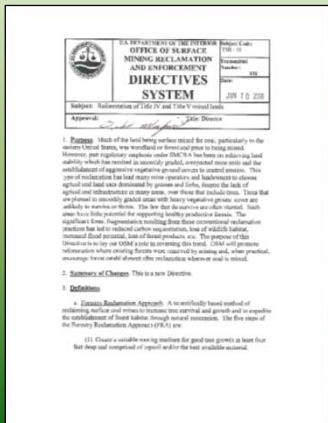 U.S. DEPARTMENT OF THE INTERIOR
OFFICE OF SURFACE
MINING RECLAMATION
AND ENFORCEMENT
DIRECTIVES
SYSTEM
Subject Code:
Transmittal
Number:
Date:
JUN 10
Subject: Reforestation of Title IV and Title V mined lands
Approval:
Title: Director
1. Purpose. Much of the land being surface mined for coal, particularly in the
eastern United States, was woodland or forest land prior to being mined.
However, past regulatory emphasis under SMCRA has been on achieving land
stability which has resulted in smoothly graded, compacted mine soils and the
establishment of aggressive vegetative ground covers to control erosion. This
type of reclamation has lead many mine operators and landowners to choose
agricultural land uses dominated by grasses and forbs, despite the lack of
agricultural infrastructure in many areas, over those that include trees. Trees that
are planted in smoothly graded areas with heavy vegetative ground cover are
unlikely to survive or thrive. The few that do survive are often stunted. Such
areas have little potential for supporting healthy productive forests. The
significant forest fragmentation resulting from these conventional reclamation
practices has led to reduced carbon sequestration, loss of wildlife habitat,
increased flood potential, loss of forest products, etc. The purpose of this
Directive is to lay out OSM's role in reversing this trend. OSM will promote
reforestation where existing forests were removed by mining and, when practical,
encourage forest establishment after reclamation wherever coal is mined.
2. Summary of Changes. This is a new Directive.
3. Definitions
a. Forestry Reclamation Approach. A scientifically based method of
reclaiming surface coal mines to increase tree survival and growth and to expedite
the establishment of forest habitat through natural succession. The five steps of
the Forestry Reclamation Approach (FRA) are:
(1) Create a suitable rooting medium for good tree growth at least four
feet deep and comprised of topsoil and/or the best available material.